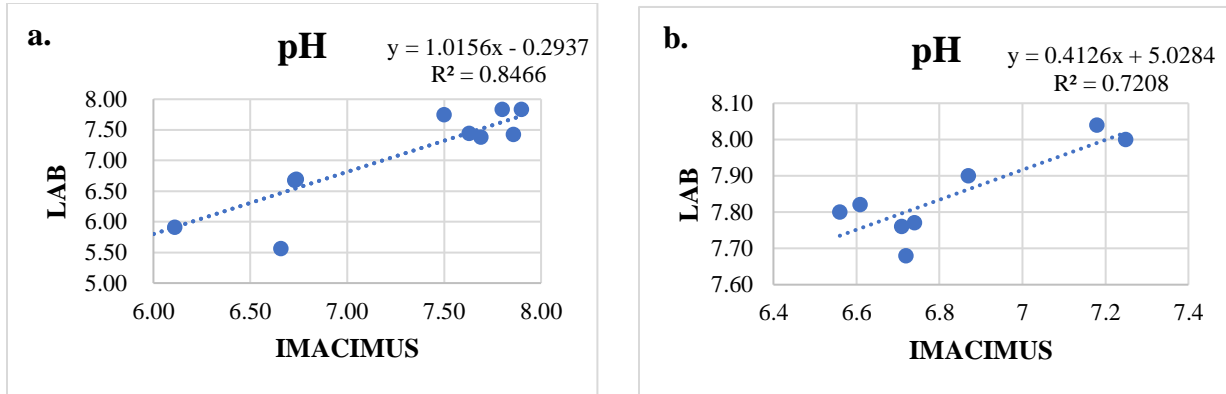 a.
pH
y = 1.0156x - 0.2937
R² = 0.8466
8.00
7.50
7.00
6.50
6.00
5.50
5.00
LAB
6.00 6.50 7.00 7.50 8.00
IMACIMUS
b.
pH
y = 0.4126x + 5.0284
R² = 0.7208
8.10
8.00
7.90
7.80
7.70
7.60
LAB
6.4 6.6 6.8 7 7.2 7.4
IMACIMUS